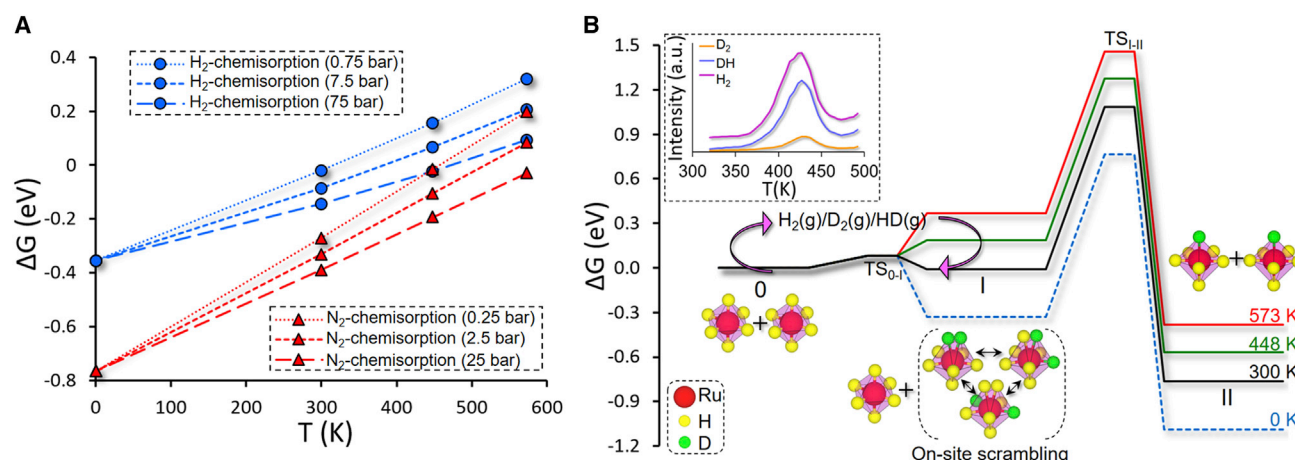 A
ΔG (eV)
0.4
0.2
0
-0.2
-0.4
-0.6
-0.8
H₂-chemisorption (0.75 bar)
H₂-chemisorption (7.5 bar)
H₂-chemisorption (75 bar)
N₂-chemisorption (0.25 bar)
N₂-chemisorption (2.5 bar)
N₂-chemisorption (25 bar)
0 100 200 300 400 500 600
T (K)
B
ΔG (eV)
1.5
1.2
0.9
0.6
0.3
0.0
-0.3
-0.6
-0.9
-1.2
Intensity (a.u.)
D₂
DH
H₂
300 350 400 450 500
T(K)
TS_I-II
H₂(g)/D₂(g)/HD(g)
TS_0-I
0
I
+
573 K
448 K
300 K
II
0 K
+
+
Ru
H
D
On-site scrambling